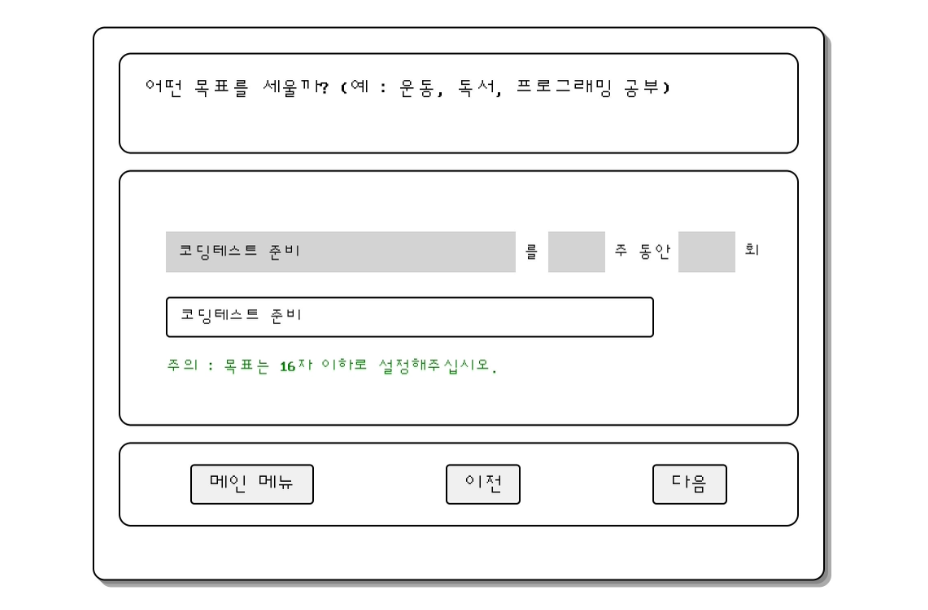 어떤 목표를 세울까? (예 : 운동, 독서, 프로그래밍 공부)
코딩테스트 준비 를 주 동안 회
코딩테스트 준비
주의 : 목표는 16자 이하로 설정해주십시오.
메인 메뉴 이전 다음